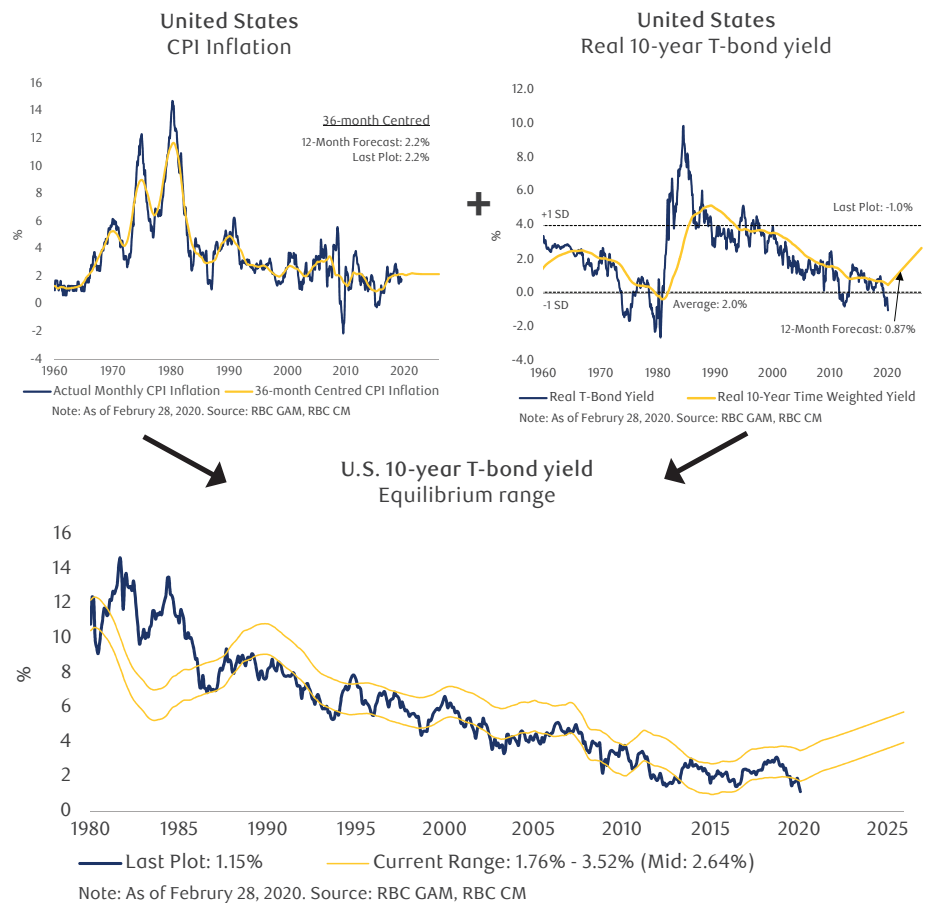 United States
CPI Inflation
16
14
12
10
8
6
4
2
0
-2
-4
%
36-month Centred
12-Month Forecast: 2.2%
Last Plot: 2.2%
1960
1970
1980
1990
2000
2010
2020
Actual Monthly CPI Inflation
36-month Centred CPI Inflation
Note: As of Februry 28, 2020. Source: RBC GAM, RBC CM
+
United States
Real 10-year T-bond yield
12.0
10.0
8.0
6.0
4.0
2.0
0.0
-2.0
-4.0
%
+1 SD
-1 SD
Last Plot: -1.0%
Average: 2.0%
12-Month Forecast: 0.87%
1960
1970
1980
1990
2000
2010
2020
Real T-Bond Yield
Real 10-Year Time Weighted Yield
Note: As of Februry 28, 2020. Source: RBC GAM, RBC CM
U.S. 10-year T-bond yield
Equilibrium range
16
14
12
10
8
6
4
2
0
%
1980
1985
1990
1995
2000
2005
2010
2015
2020
2025
Last Plot: 1.15%
Current Range: 1.76% - 3.52% (Mid: 2.64%)
Note: As of Februry 28, 2020. Source: RBC GAM, RBC CM